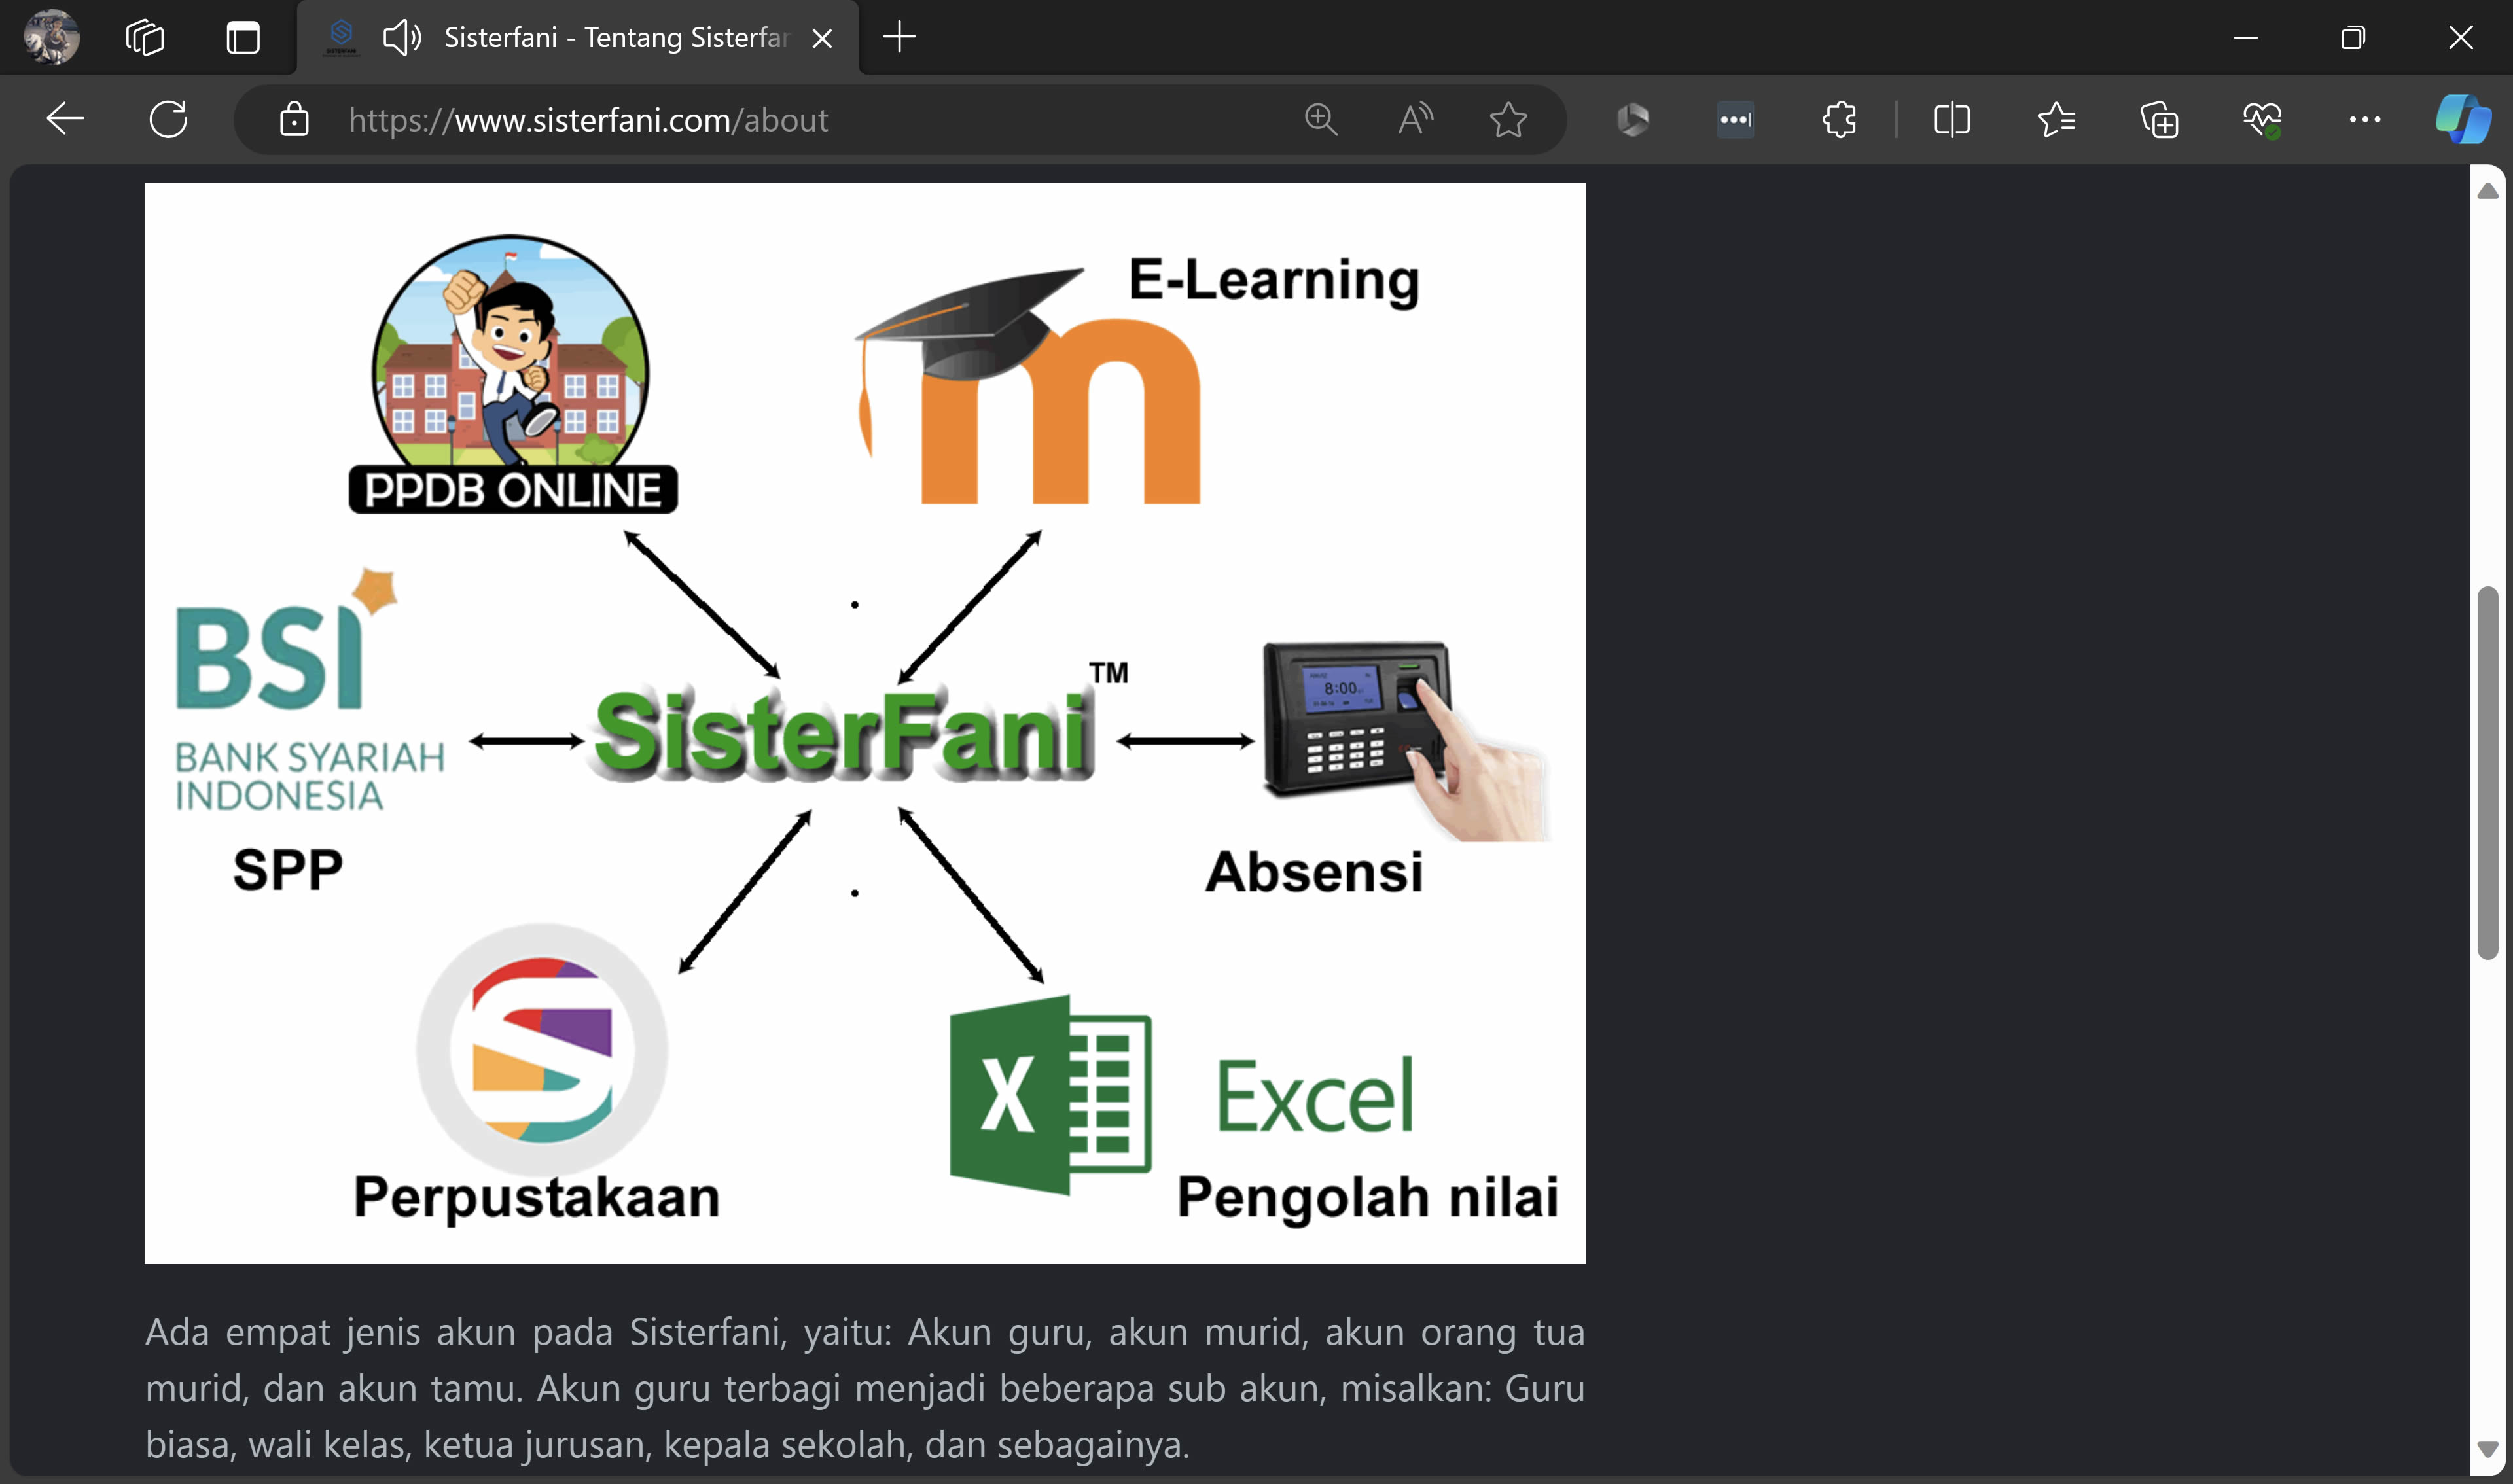 Sisterfani - Tentang Sisterfan
https://www.sisterfani.com/about
PPDB ONLINE
E-Learning
m
BSI
BANK SYARIAH
INDONESIA
SPP
SisterFani™
8:00
Absensi
S
Perpustakaan
X
Excel
Pengolah nilai
Ada empat jenis akun pada Sisterfani, yaitu: Akun guru, akun murid, akun orang tua
murid, dan akun tamu. Akun guru terbagi menjadi beberapa sub akun, misalkan: Guru
biasa, wali kelas, ketua jurusan, kepala sekolah, dan sebagainya.